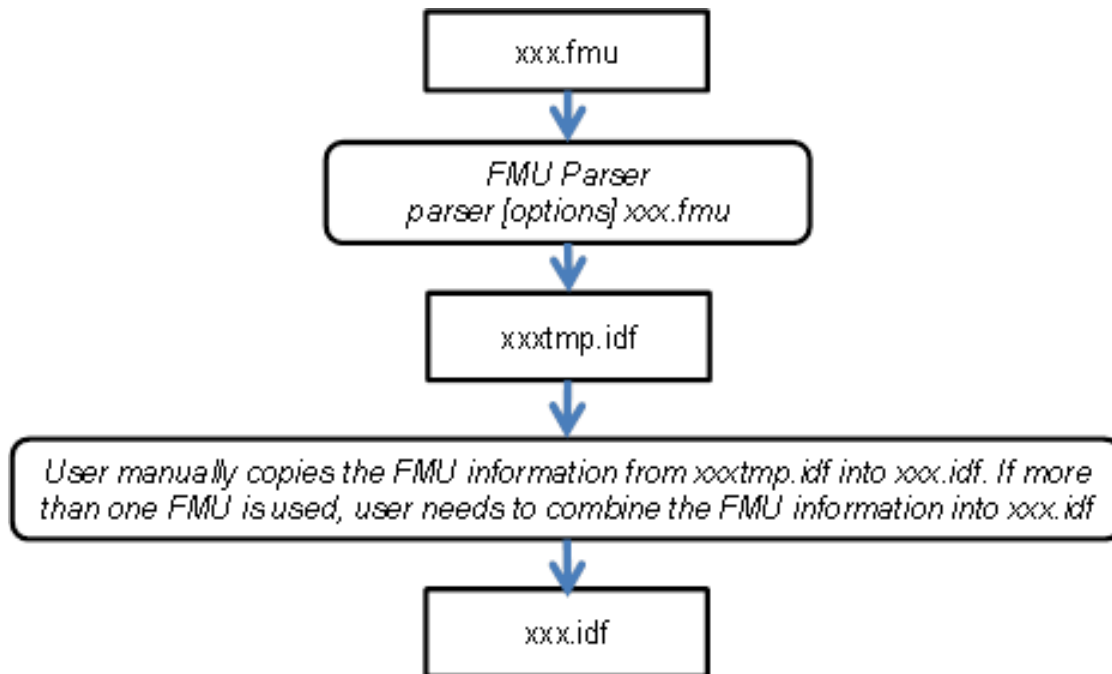 xxx.fmu
FMU Parser
parser [options] xxx.fmu
xxxtmp.idf
User manually copies the FMU information from xxxtmp.idf into xxx.idf. If more
than one FMU is used, user needs to combine the FMU information into xxx.idf
xxx.idf